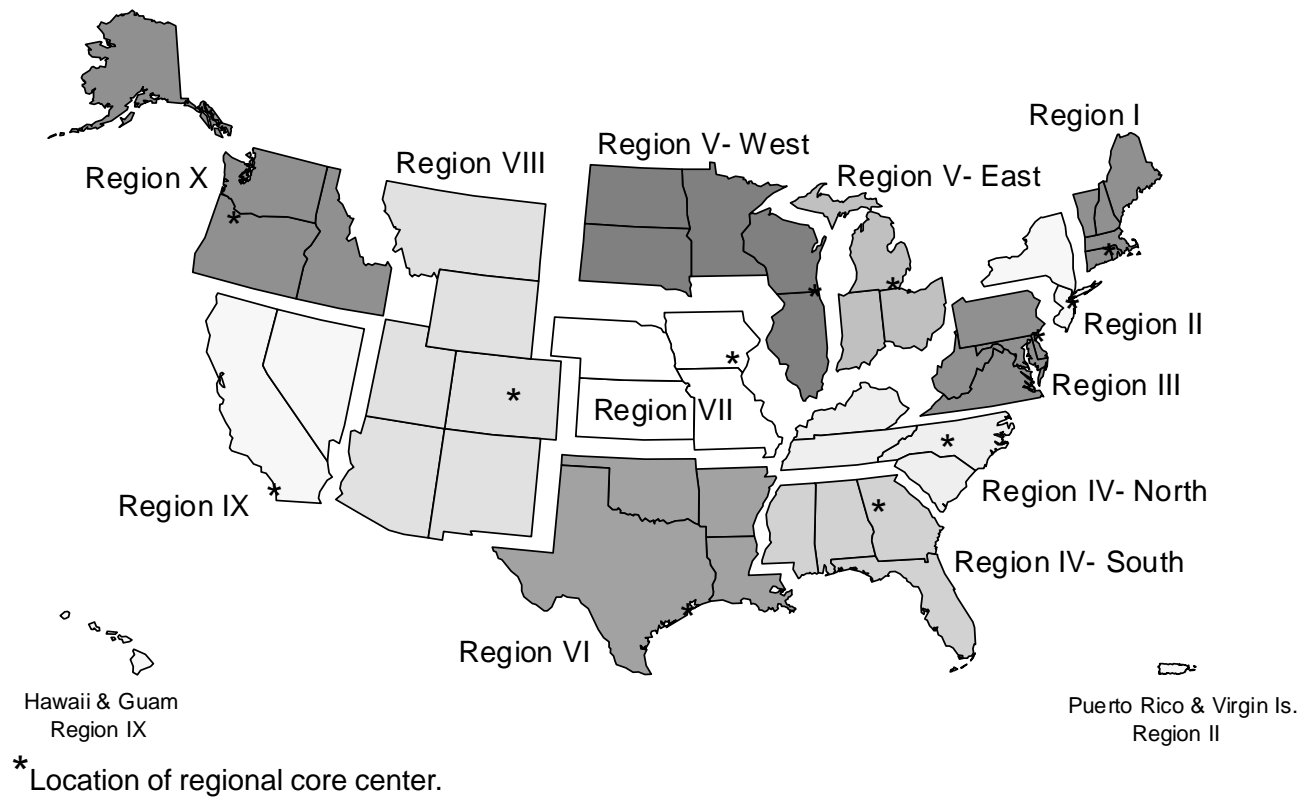 Region I
Region V- West
Region VIII
Region V- East
Region X
Region II
Region III
Region VII
Region IX
Region IV- North
Region IV- South
Region VI
Hawaii & Guam
Region IX
Puerto Rico & Virgin Is.
Region II
*Location of regional core center.